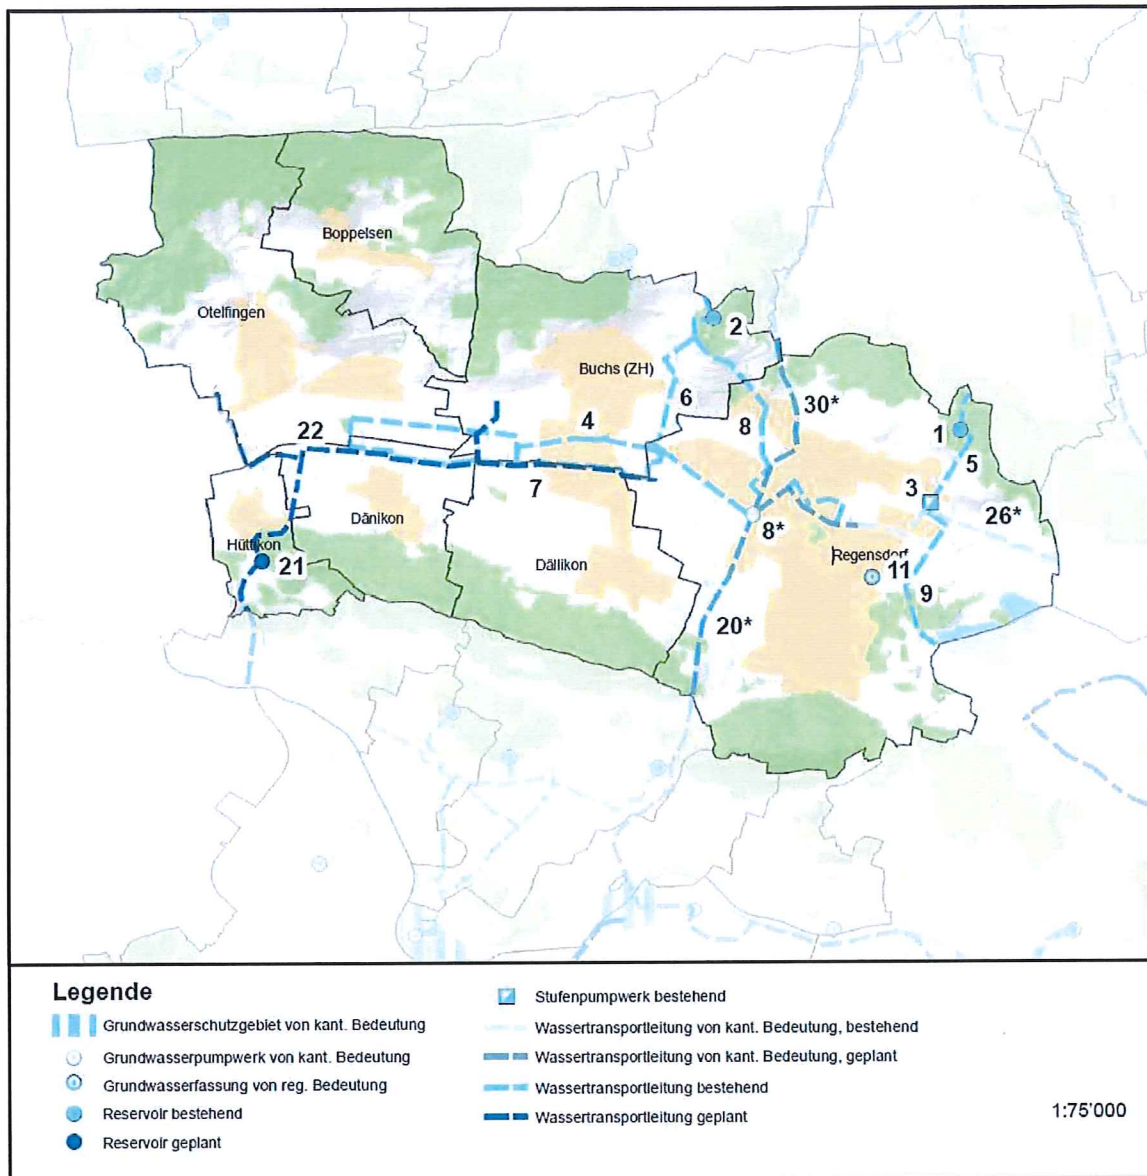 Boppelsen
Otelfingen
2
Buchs (ZH)
6
30*
4
8
1
22
5
7
3
Dänikon
8*
26*
Hüttikon
Regensdorf
Dällikon
11
21
9
20*
Legende
Grundwasserschutzgebiet von kant. Bedeutung
Grundwasserpumpwerk von kant. Bedeutung
Grundwasserfassung von reg. Bedeutung
Reservoir bestehend
Reservoir geplant
Stufenpumpwerk bestehend
Wassertransportleitung von kant. Bedeutung, bestehend
Wassertransportleitung von kant. Bedeutung, geplant
Wassertransportleitung bestehend
Wassertransportleitung geplant
1:75'000